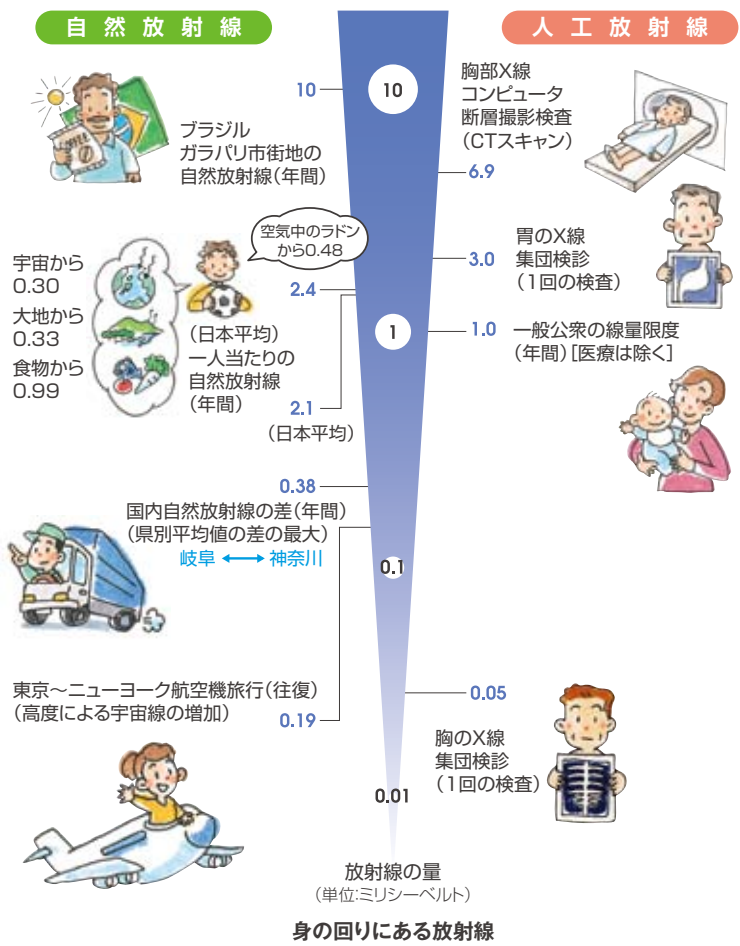 自然放射線
人工放射線
10
10
ブラジル
ガラパリ市街地の
自然放射線(年間)
胸部X線
コンピュータ
断層撮影検査
(CTスキャン)
6.9
空気中のラドン
から0.48
宇宙から
0.30
大地から
0.33
食物から
0.99
2.4
(日本平均)
一人当たりの
自然放射線
(年間)
2.1
(日本平均)
3.0
胃のX線
集団検診
(1回の検査)
1
1.0
一般公衆の線量限度
(年間)[医療は除く]
0.38
国内自然放射線の差(年間)
(県別平均値の差の最大)
岐阜 ⟷ 神奈川
0.1
東京~ニューヨーク航空機旅行(往復)
(高度による宇宙線の増加)
0.19
0.05
胸のX線
集団検診
(1回の検査)
0.01
放射線の量
(単位:ミリシーベルト)
身の回りにある放射線
COFFEE